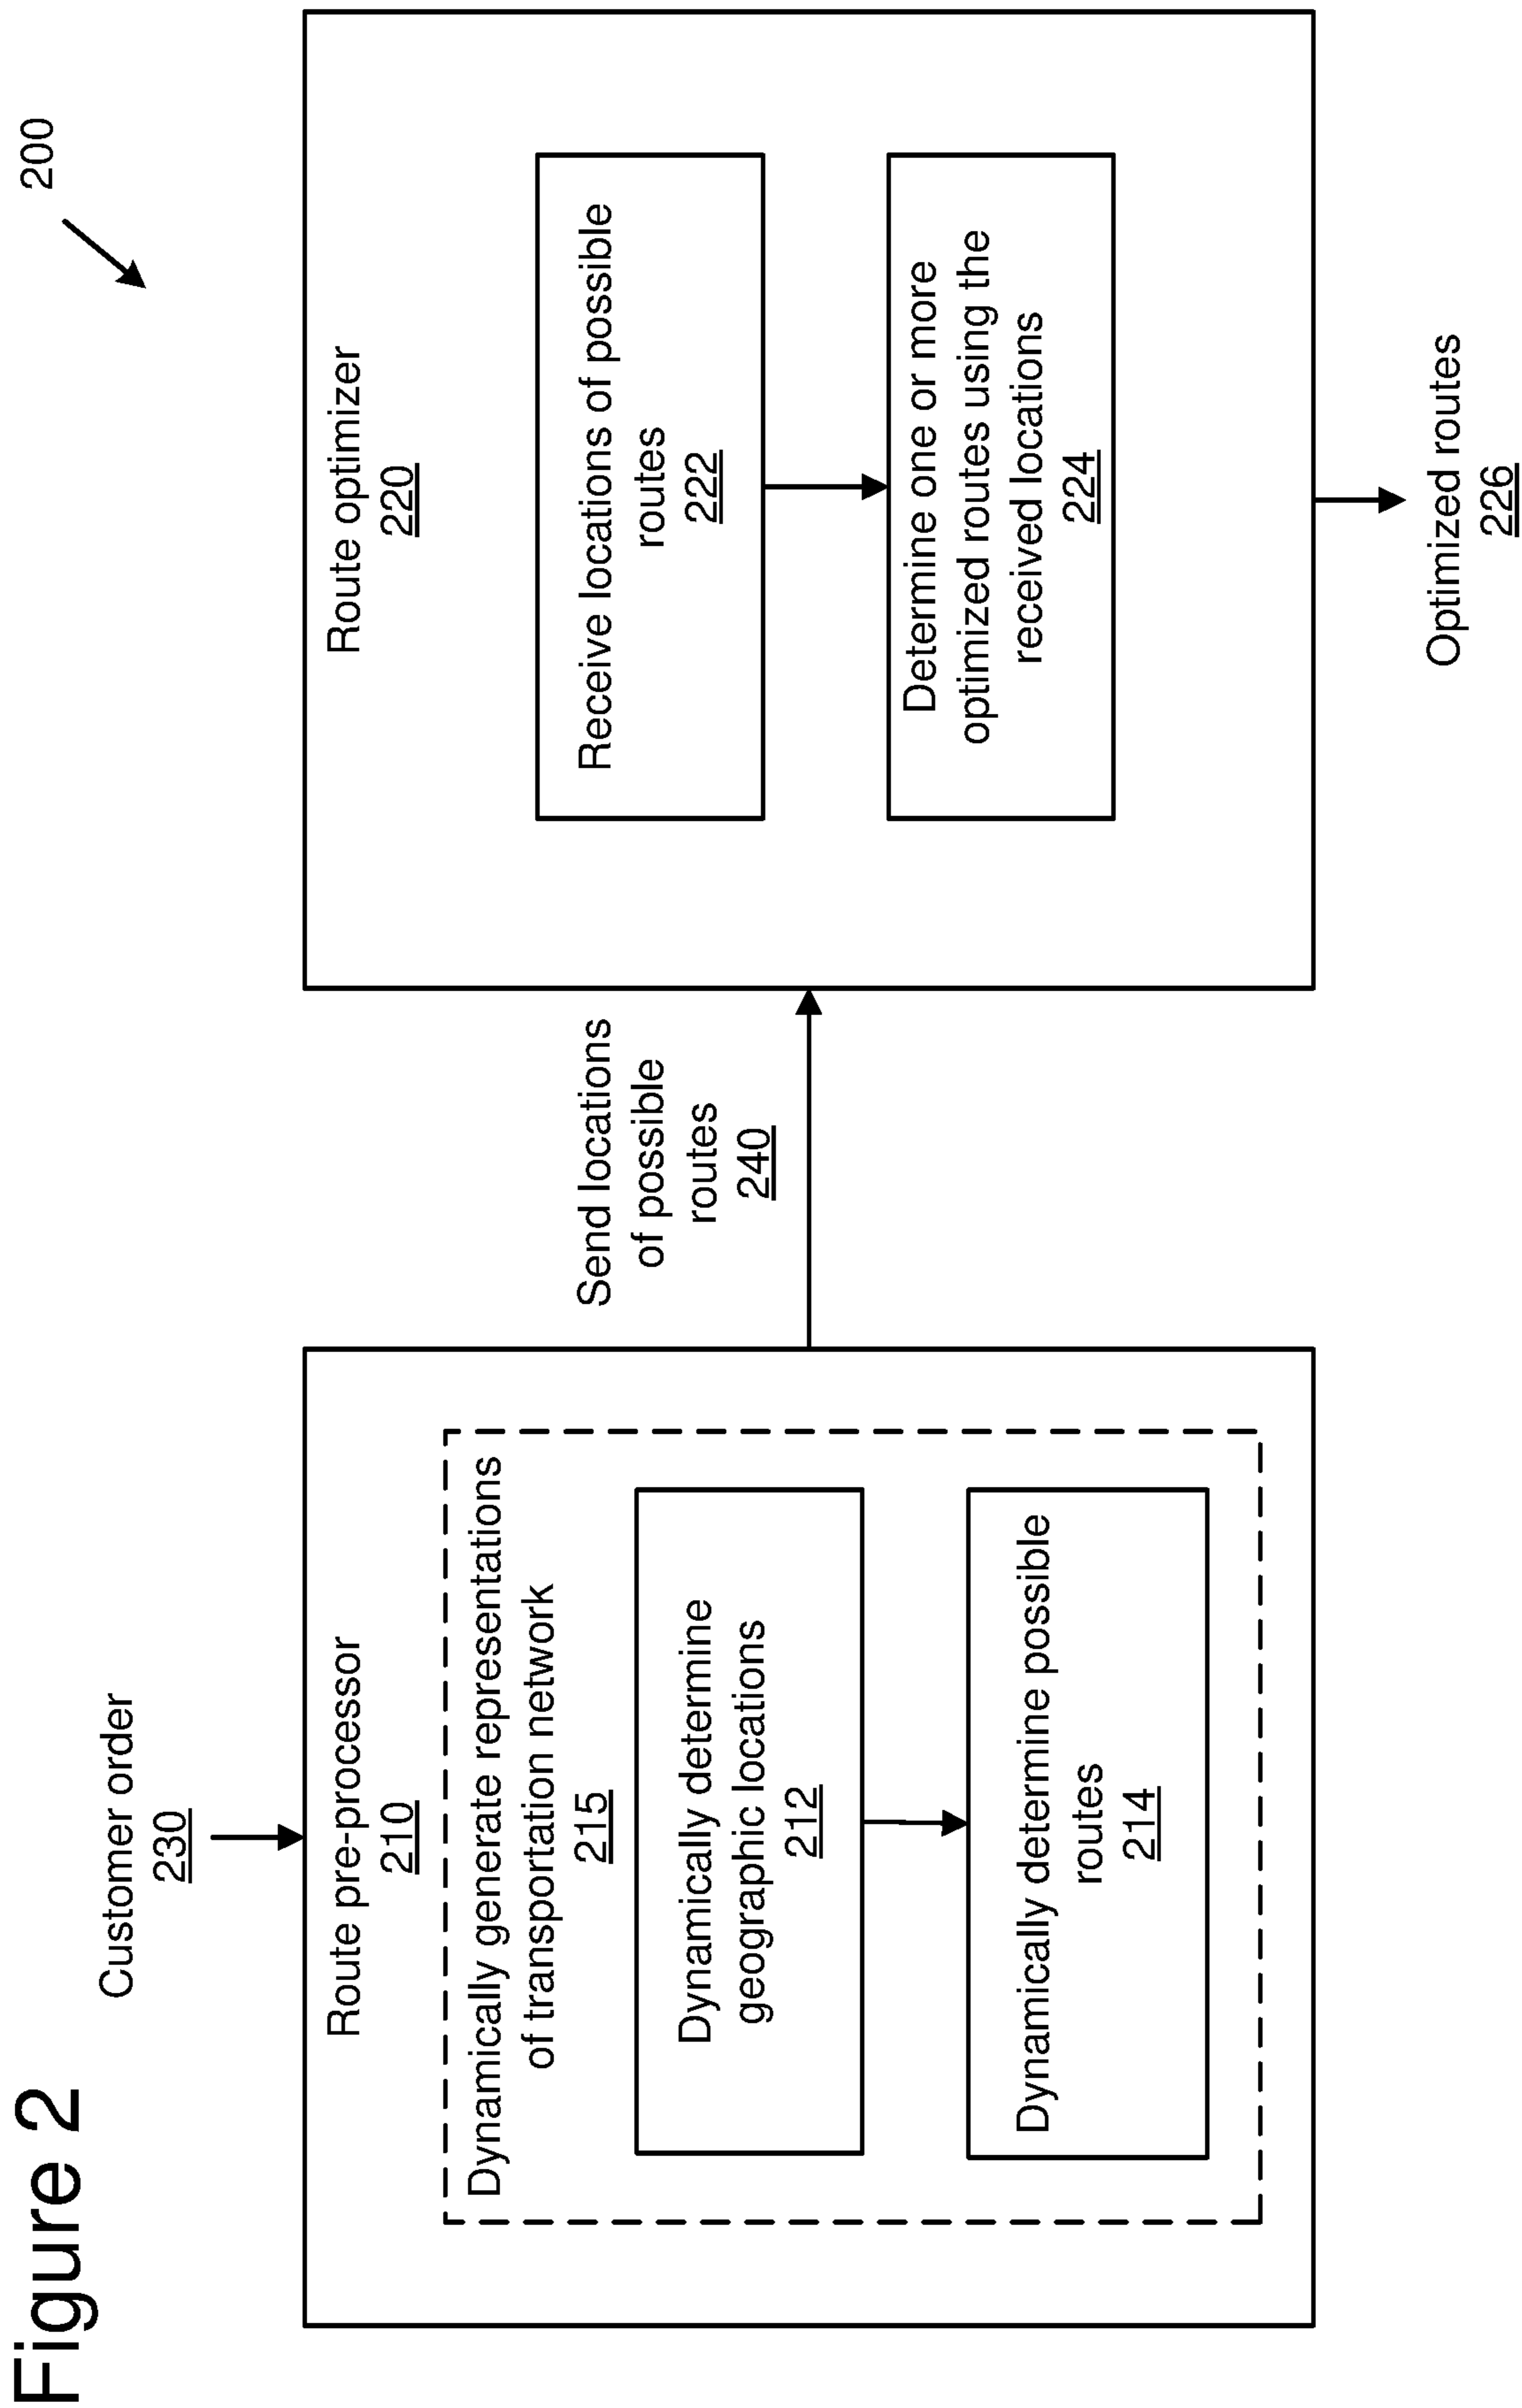 Figure 2
200
Customer order
230
Route pre-processor
210
Dynamically generate representations
of transportation network
215
Dynamically determine
geographic locations
212
Dynamically determine possible
routes
214
Send locations
of possible
routes
240
Route optimizer
220
Receive locations of possible
routes
222
Determine one or more
optimized routes using the
received locations
224
Optimized routes
226